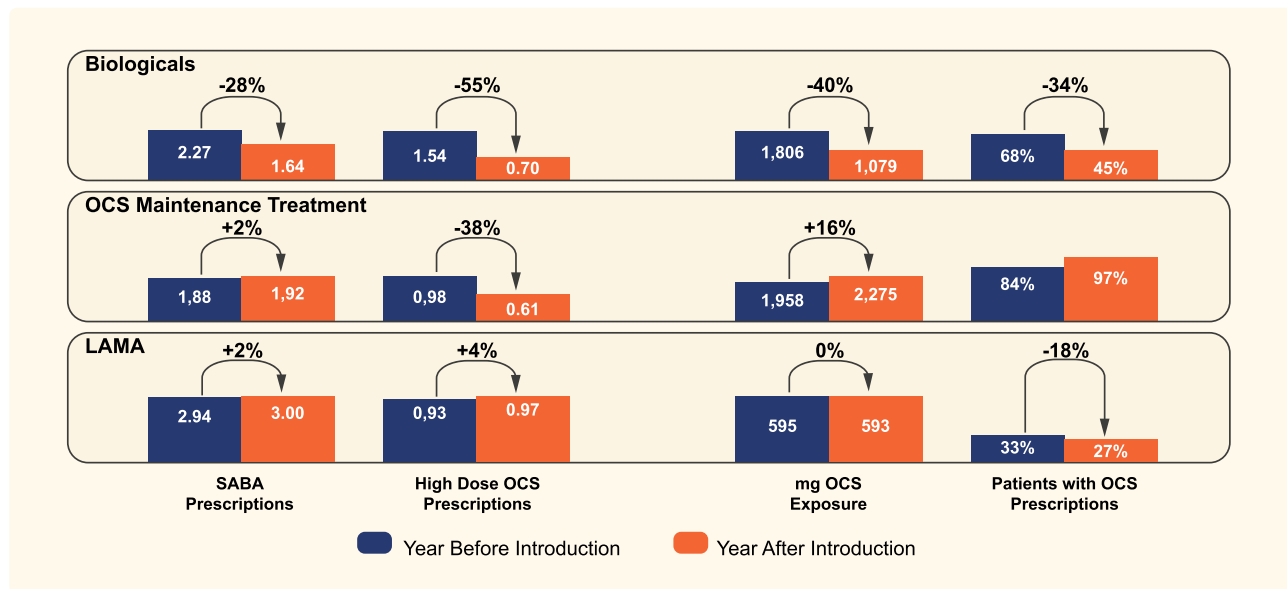 Biologicals
-28% -55% -40% -34%
2.27 1.64 1.54 0.70 1,806 1,079 68% 45%
OCS Maintenance Treatment
+2% -38% +16%
1,88 1,92 0,98 0.61 1,958 2,275 84% 97%
LAMA
+2% +4% 0% -18%
2.94 3.00 0,93 0.97 595 593 33% 27%
SABA High Dose OCS mg OCS Patients with OCS
Prescriptions Prescriptions Exposure Prescriptions
Year Before Introduction Year After Introduction